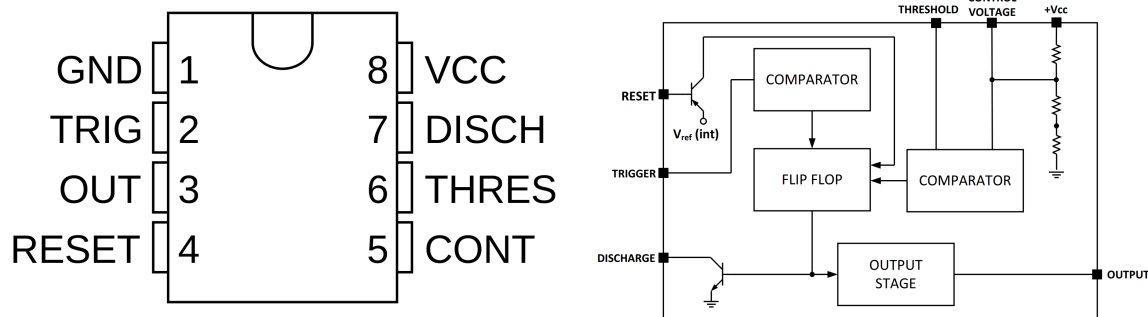 GND 1
8 VCC
TRIG 2
7 DISCH
OUT 3
6 THRES
RESET 4
5 CONT
THRESHOLD
CONTROL
VOLTAGE
+Vcc
COMPARATOR
RESET
Vref (int)
TRIGGER
FLIP FLOP
COMPARATOR
DISCHARGE
OUTPUT
STAGE
OUTPUT